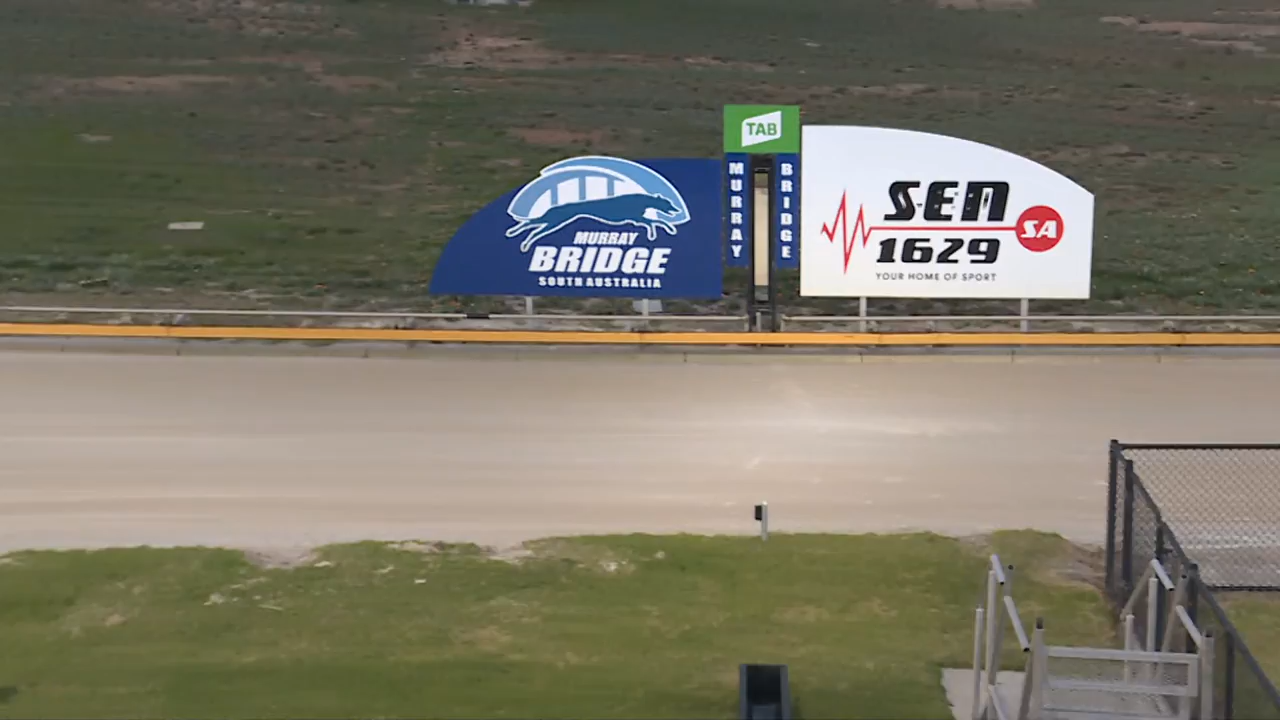 TAB
MURRAY
BRIDGE
MURRAY
BRIDGE
SOUTH AUSTRALIA
SEN
1629
SA
YOUR HOME OF SPORT